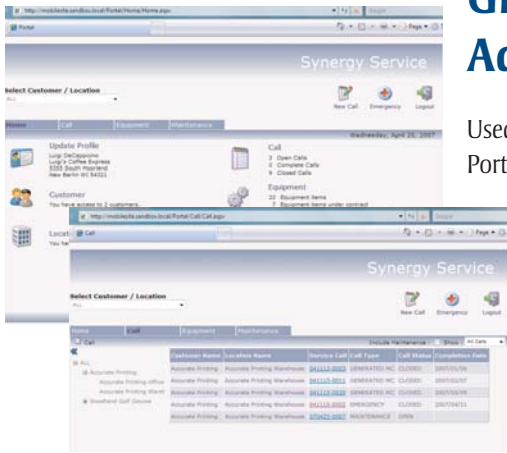 http://mobilesite.sandbox.local/Portal/Home/Home.aspx
Portal
Page
Synergy Service
Select Customer / Location
ALL
New Call Emergency Logout
Home Call Equipment Maintenance
Wednesday, April 25, 2007
Update Profile
Luigi DeCappocino
Luigi's Coffee Express
5355 South Moorland
New Berlin WI 54321
Call
3 Open Calls
0 Complete Calls
9 Closed Calls
Customer
You have access to 2 customers.
Equipment
20 Equipment Items
7 Equipment items under contract
Locat
You ha
Used
Port
http://mobilesite.sandbox.local/Portal/Call/Call.aspx
Call
Page
Synergy Service
Select Customer / Location
ALL
New Call Emergency Logout
Home Call Equipment Maintenance
Call Include Maintenance Show All Calls
Customer Name Location Name Service Call Call Type Call Status Completion Date
ALL
Accurate Printing
Accurate Printing Office
Accurate Printing Wareh
Woodland Golf Course
Accurate Printing Accurate Printing Warehouse GENERATED MC CLOSED
Accurate Printing Accurate Printing Warehouse GENERATED MC CLOSED
Accurate Printing Accurate Printing Warehouse GENERATED MC CLOSED
Accurate Printing Accurate Printing Warehouse EMERGENCY CLOSED
Accurate Printing Accurate Printing Warehouse MAINTENANCE OPEN